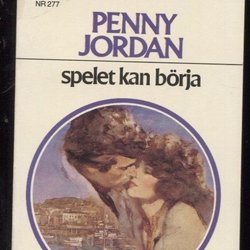 NR 277
PENNY
JORDAN
spelet kan börja